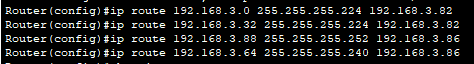 Router(config)#ip route 192.168.3.0 255.255.255.224 192.168.3.82
Router(config)#ip route 192.168.3.32 255.255.255.224 192.168.3.82
Router(config)#ip route 192.168.3.88 255.255.255.252 192.168.3.86
Router(config)#ip route 192.168.3.64 255.255.255.240 192.168.3.86